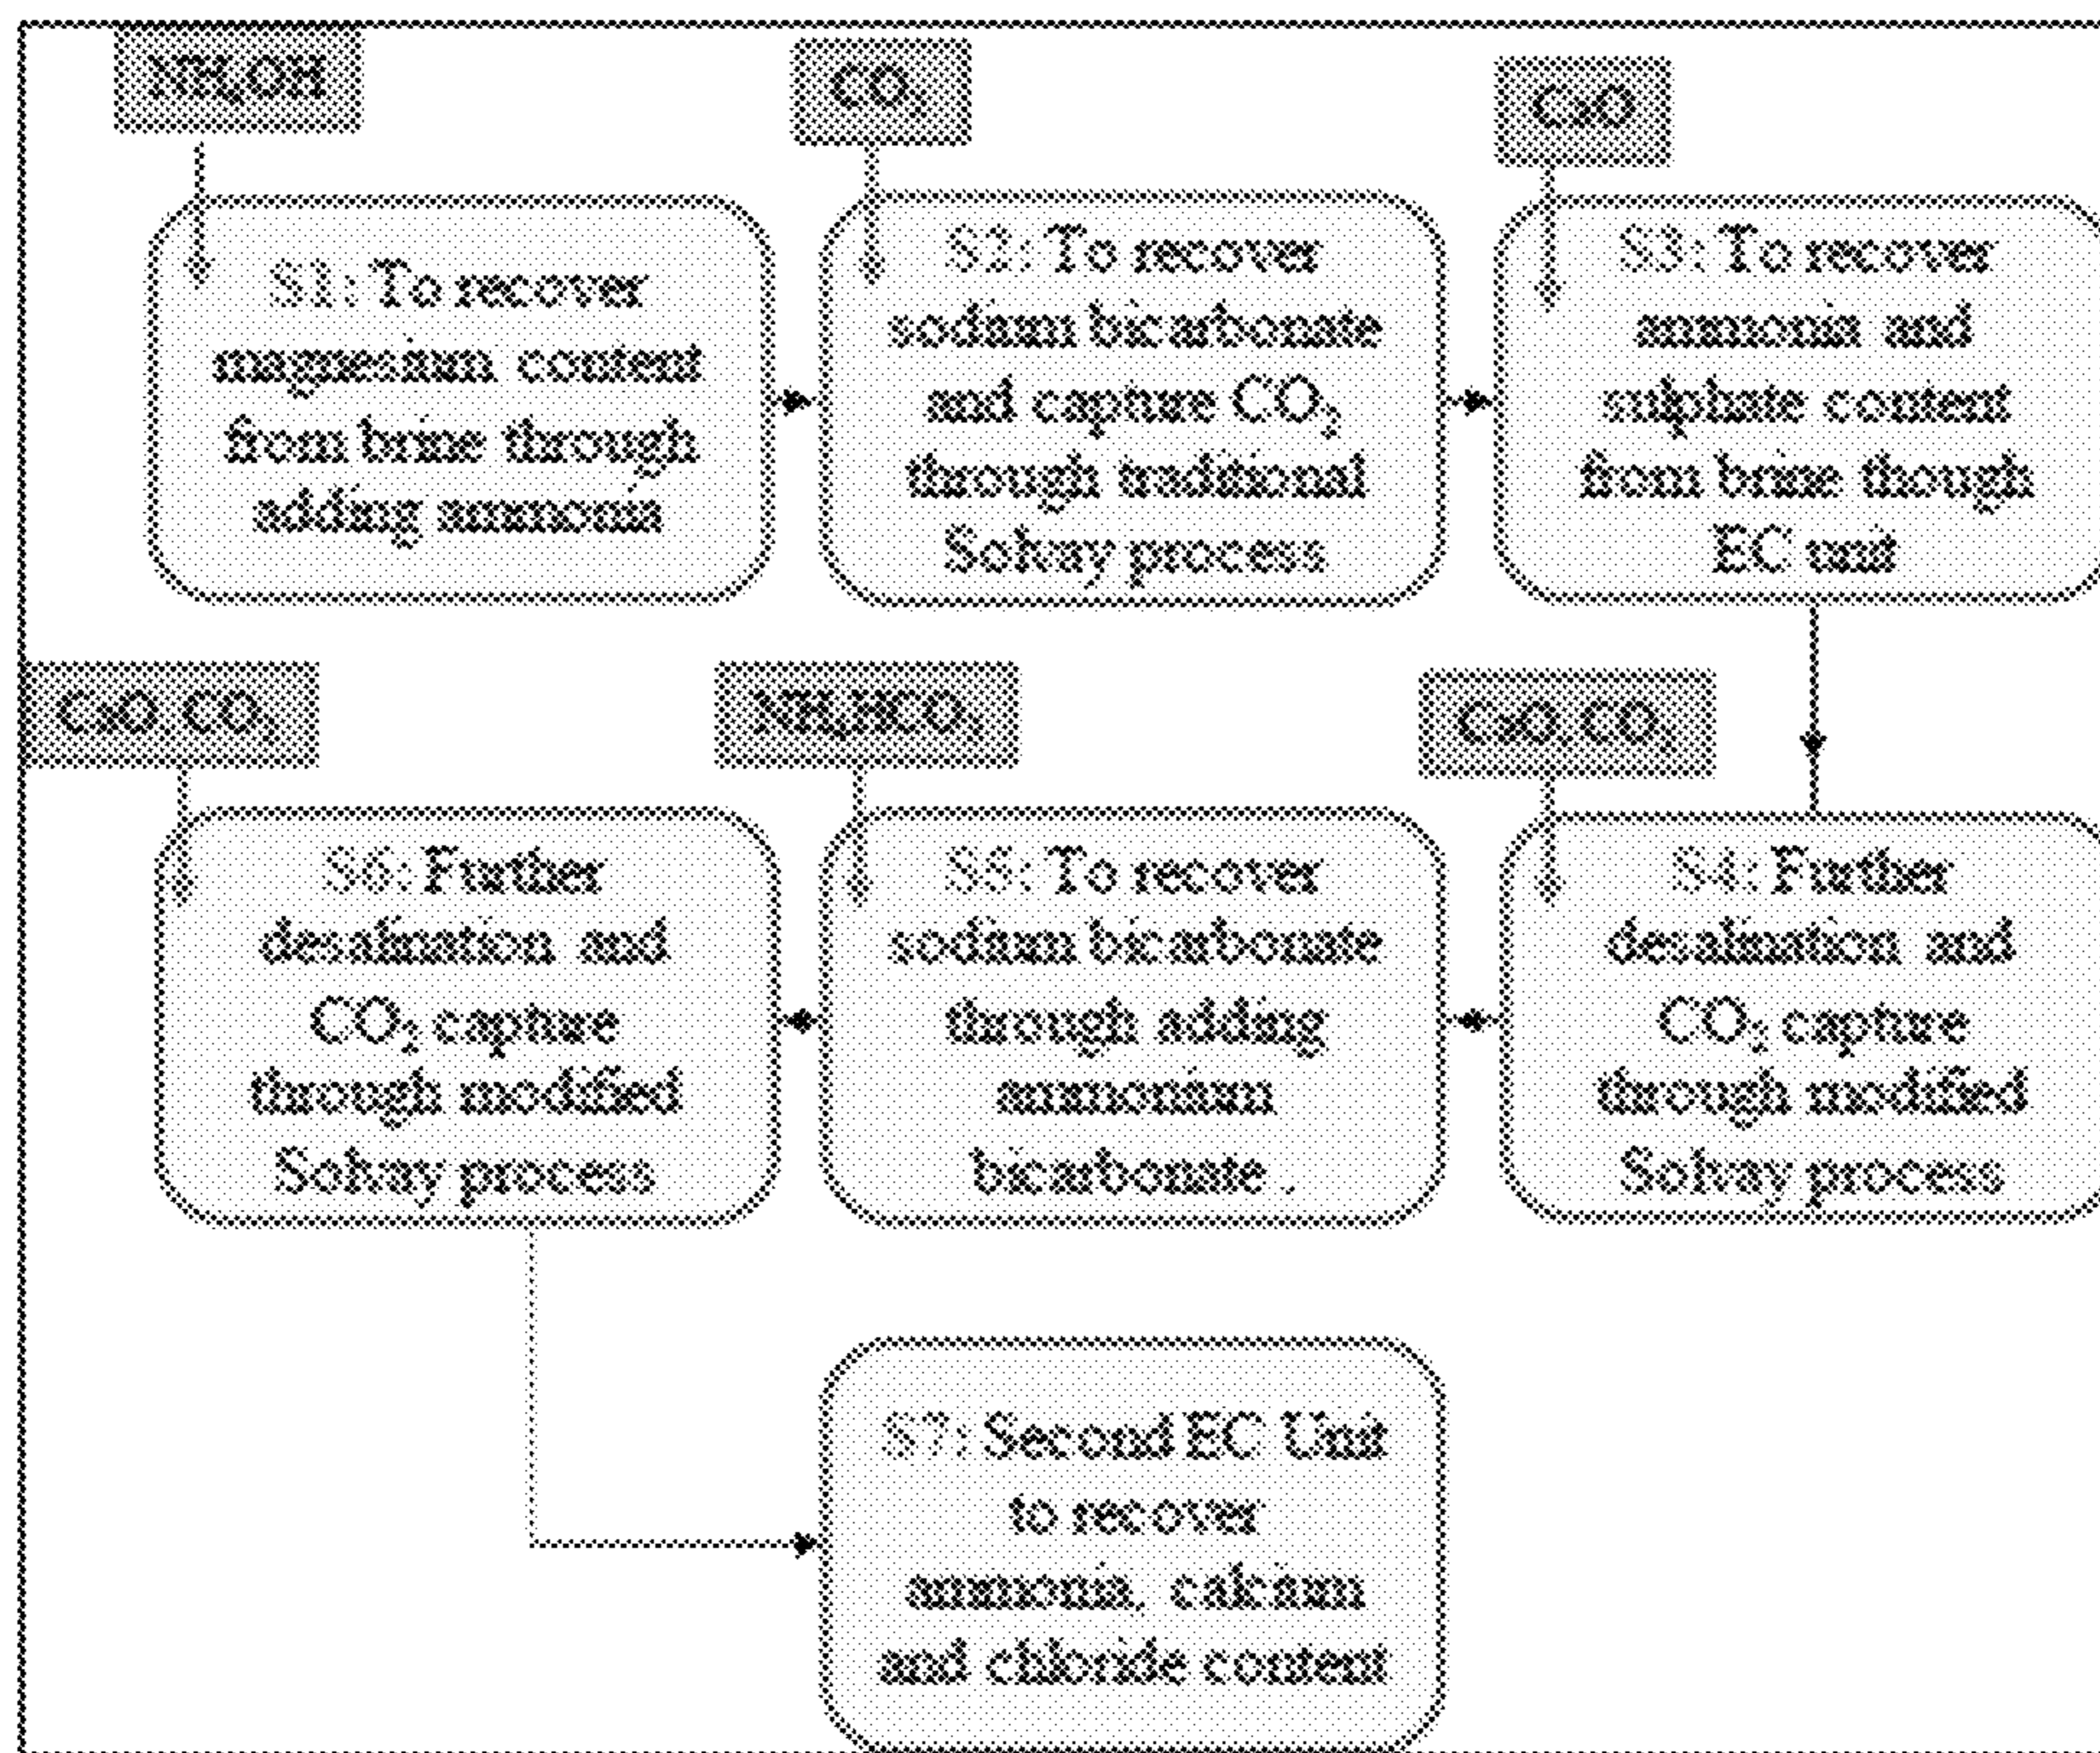 NH₄OH
CO₂
CaO
S1: To recover
magnesium content
from brine through
adding ammonia
S2: To recover
sodium bicarbonate
and capture CO₂
through traditional
Solvay process
S3: To recover
ammonia and
sulphate content
from brine though
EC unit
CaO, CO₂
NH₄HCO₃
CaO, CO₂
S6: Further
desalination and
CO₂ capture
through modified
Solvay process
S5: To recover
sodium bicarbonate
through adding
ammonium
bicarbonate .
S4: Further
desalination and
CO₂ capture
through modified
Solvay process
S7: Second EC Unit
to recover
ammonia, calcium
and chloride content